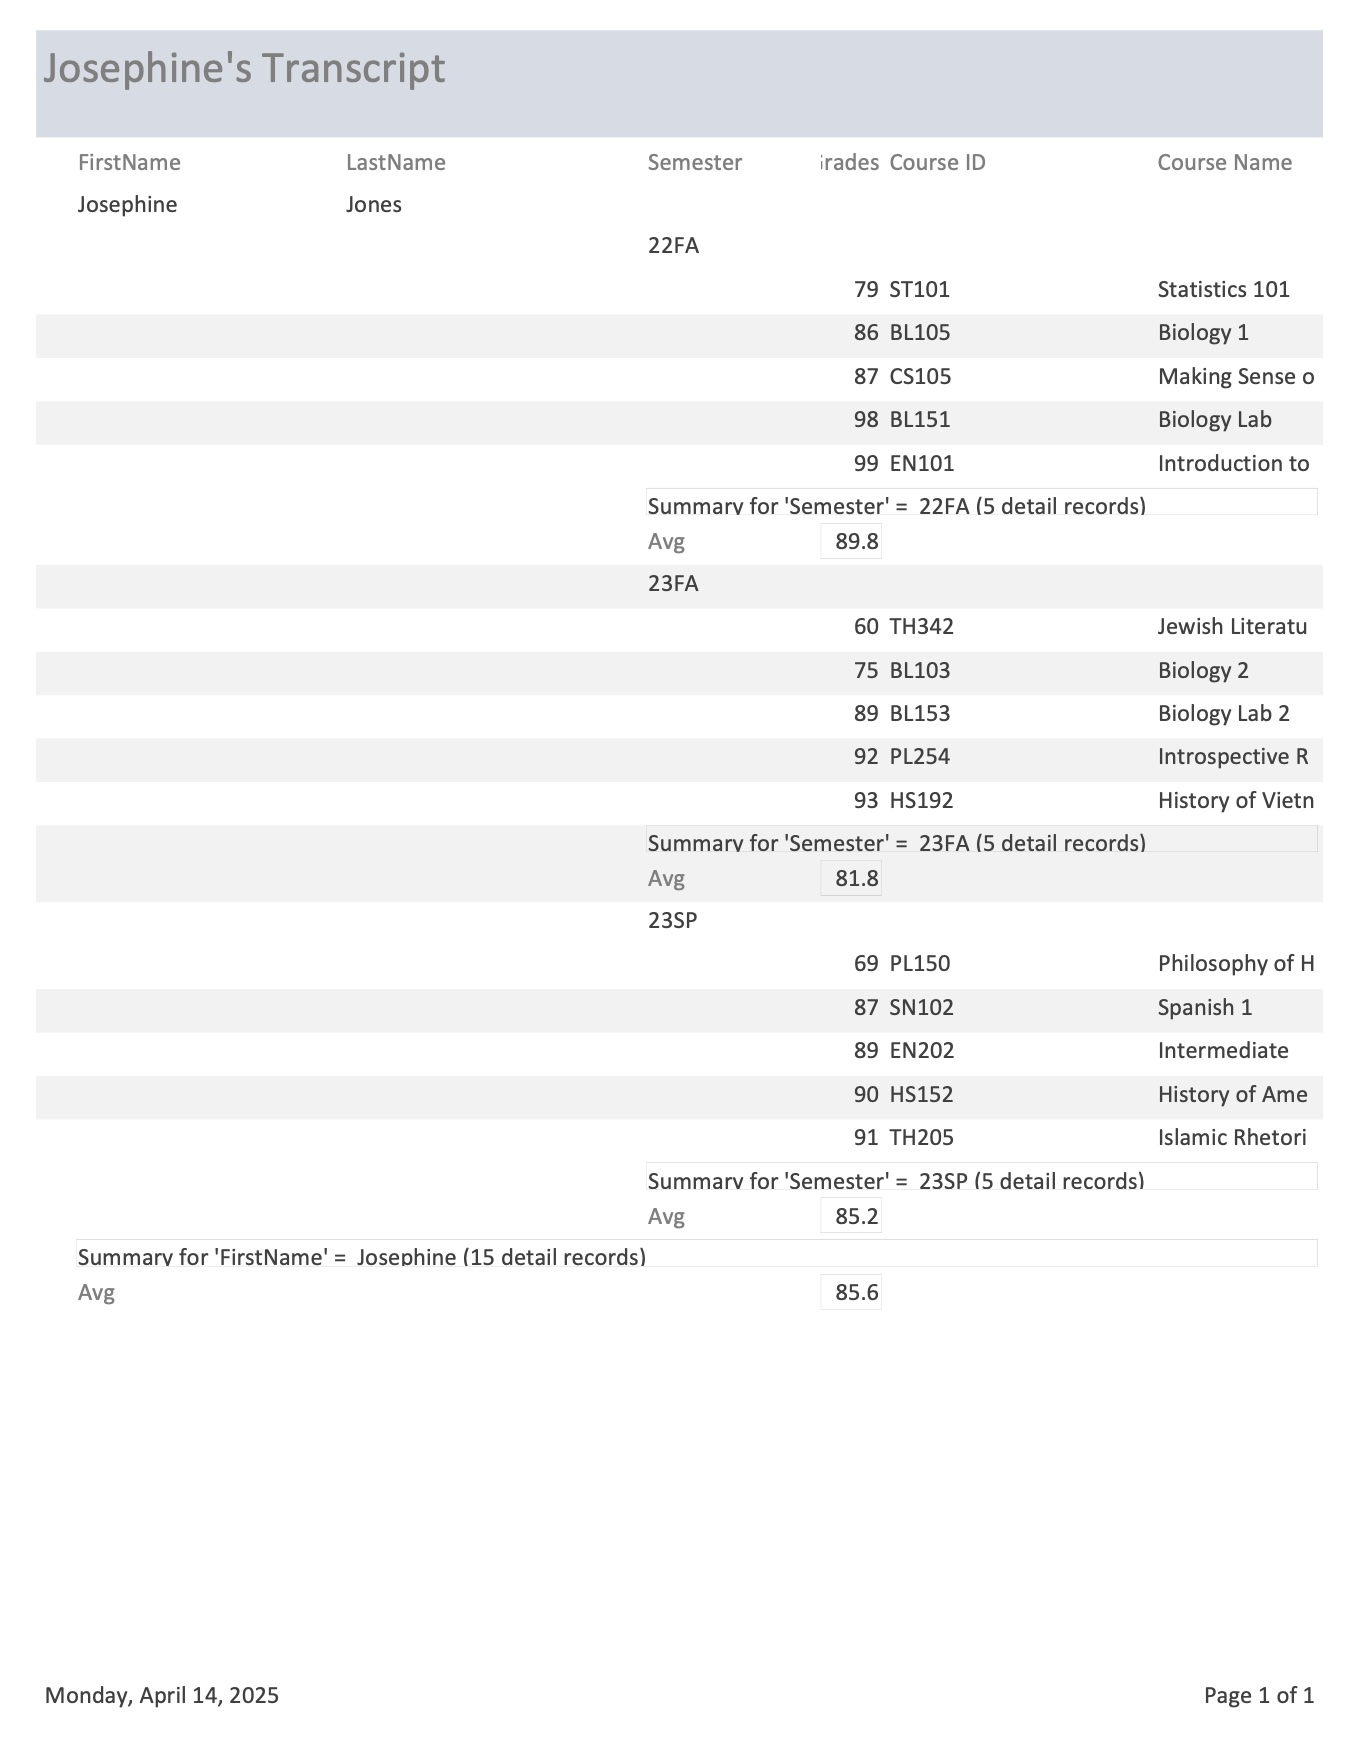 Josephine's Transcript
FirstName LastName Semester Grades Course ID Course Name
Josephine Jones
22FA
79 ST101 Statistics 101
86 BL105 Biology 1
87 CS105 Making Sense o
98 BL151 Biology Lab
99 EN101 Introduction to
Summary for 'Semester' = 22FA (5 detail records)
Avg 89.8
23FA
60 TH342 Jewish Literatu
75 BL103 Biology 2
89 BL153 Biology Lab 2
92 PL254 Introspective R
93 HS192 History of Vietn
Summary for 'Semester' = 23FA (5 detail records)
Avg 81.8
23SP
69 PL150 Philosophy of H
87 SN102 Spanish 1
89 EN202 Intermediate
90 HS152 History of Ame
91 TH205 Islamic Rhetori
Summary for 'Semester' = 23SP (5 detail records)
Avg 85.2
Summary for 'FirstName' = Josephine (15 detail records)
Avg 85.6
Monday, April 14, 2025 Page 1 of 1